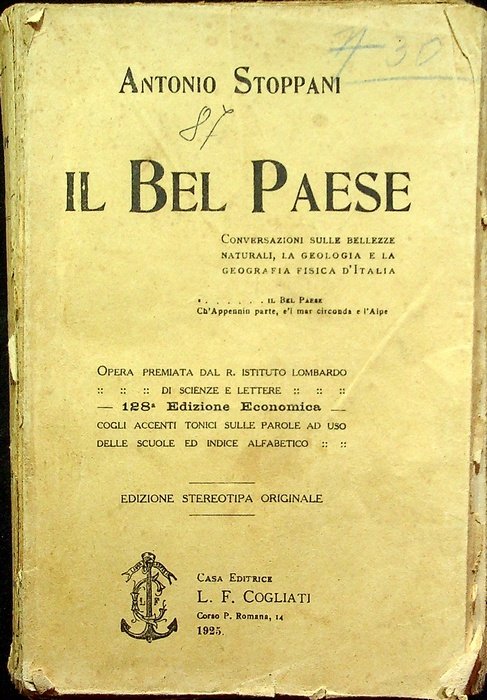 7 30
ANTONIO STOPPANI
87
IL BEL PAESE
CONVERSAZIONI SULLE BELLEZZE
NATURALI, LA GEOLOGIA E LA
GEOGRAFIA FISICA D'ITALIA
. . . . . . IL BEL PAESE
Ch'Appennin parte, e'l mar circonda e l'Alpe
OPERA PREMIATA DAL R. ISTITUTO LOMBARDO
:: :: :: DI SCIENZE E LETTERE :: :: ::
— 128ª Edizione Economica —
COGLI ACCENTI TONICI SULLE PAROLE AD USO
DELLE SCUOLE ED INDICE ALFABETICO :: ::
EDIZIONE STEREOTIPA ORIGINALE
CASA EDITRICE
L. F. COGLIATI
Corso P. Romana, 14
1925.